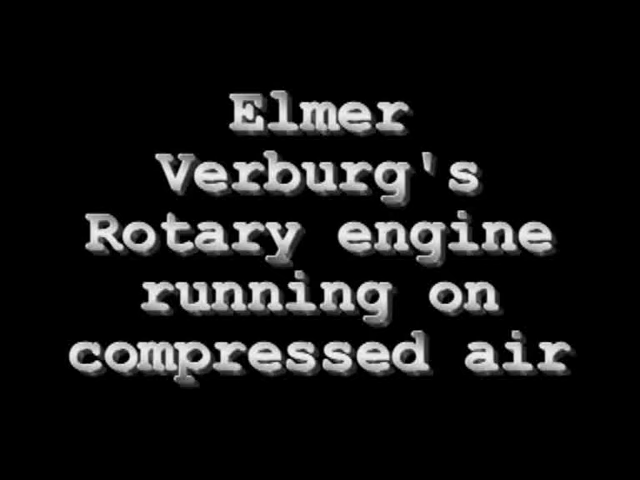 Elmer
Verburg's
Rotary engine
running on
compressed air